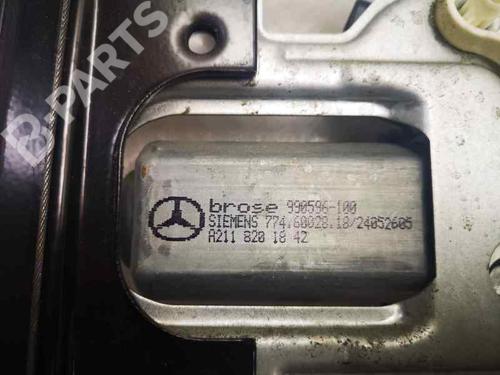 B PARTS
brose 990596-100
SIEMENS 774.60028.18/24052605
A211 820 18 42